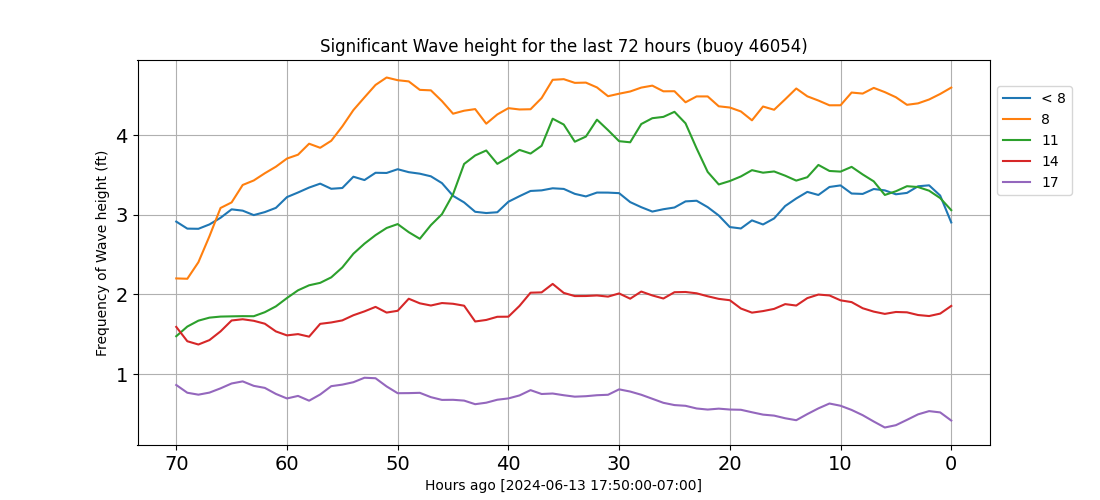 Significant Wave height for the last 72 hours (buoy 46054)
Frequency of Wave height (ft)
4
3
2
1
70 60 50 40 30 20 10 0
Hours ago [2024-06-13 17:50:00-07:00]
< 8
8
11
14
17